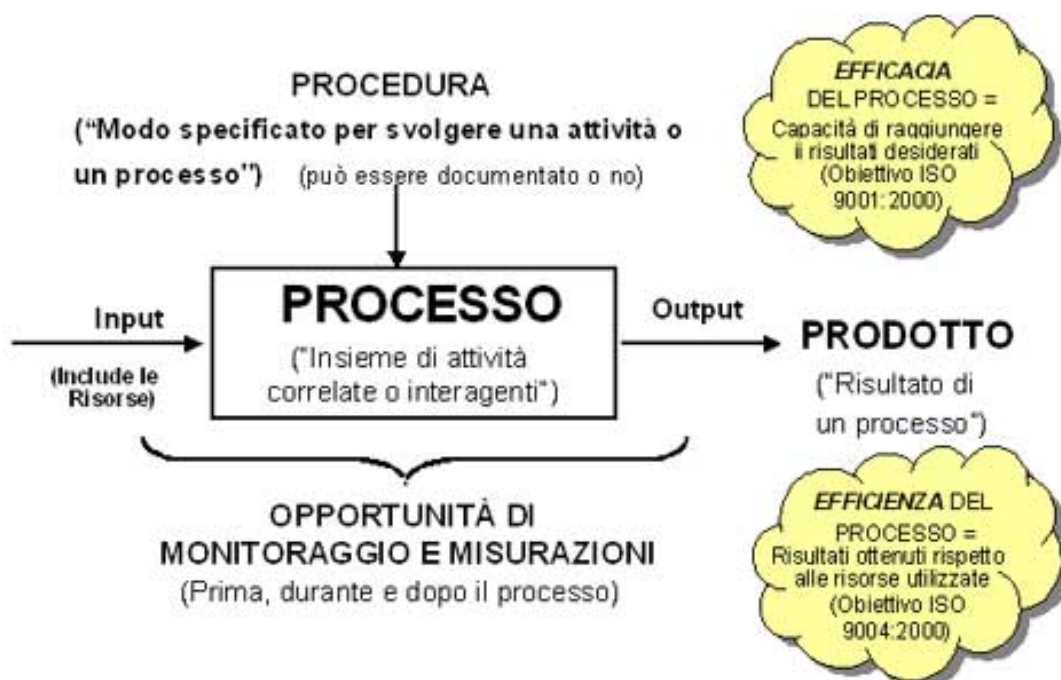 PROCEDURA
("Modo specificato per svolgere una attività o
un processo") (può essere documentato o no)
EFFICACIA
DEL PROCESSO =
Capacità di raggiungere
ii risultati desiderati
(Obiettivo ISO
9001:2000)
Input
(Include le
Risorse)
PROCESSO
("Insieme di attività
correlate o interagenti")
Output
PRODOTTO
("Risultato di
un processo")
OPPORTUNITÀ DI
MONITORAGGIO E MISURAZIONI
(Prima, durante e dopo il processo)
EFFICIENZA DEL
PROCESSO =
Risultati ottenuti rispetto
alle risorse utilizzate
(Obiettivo ISO
9004:2000)